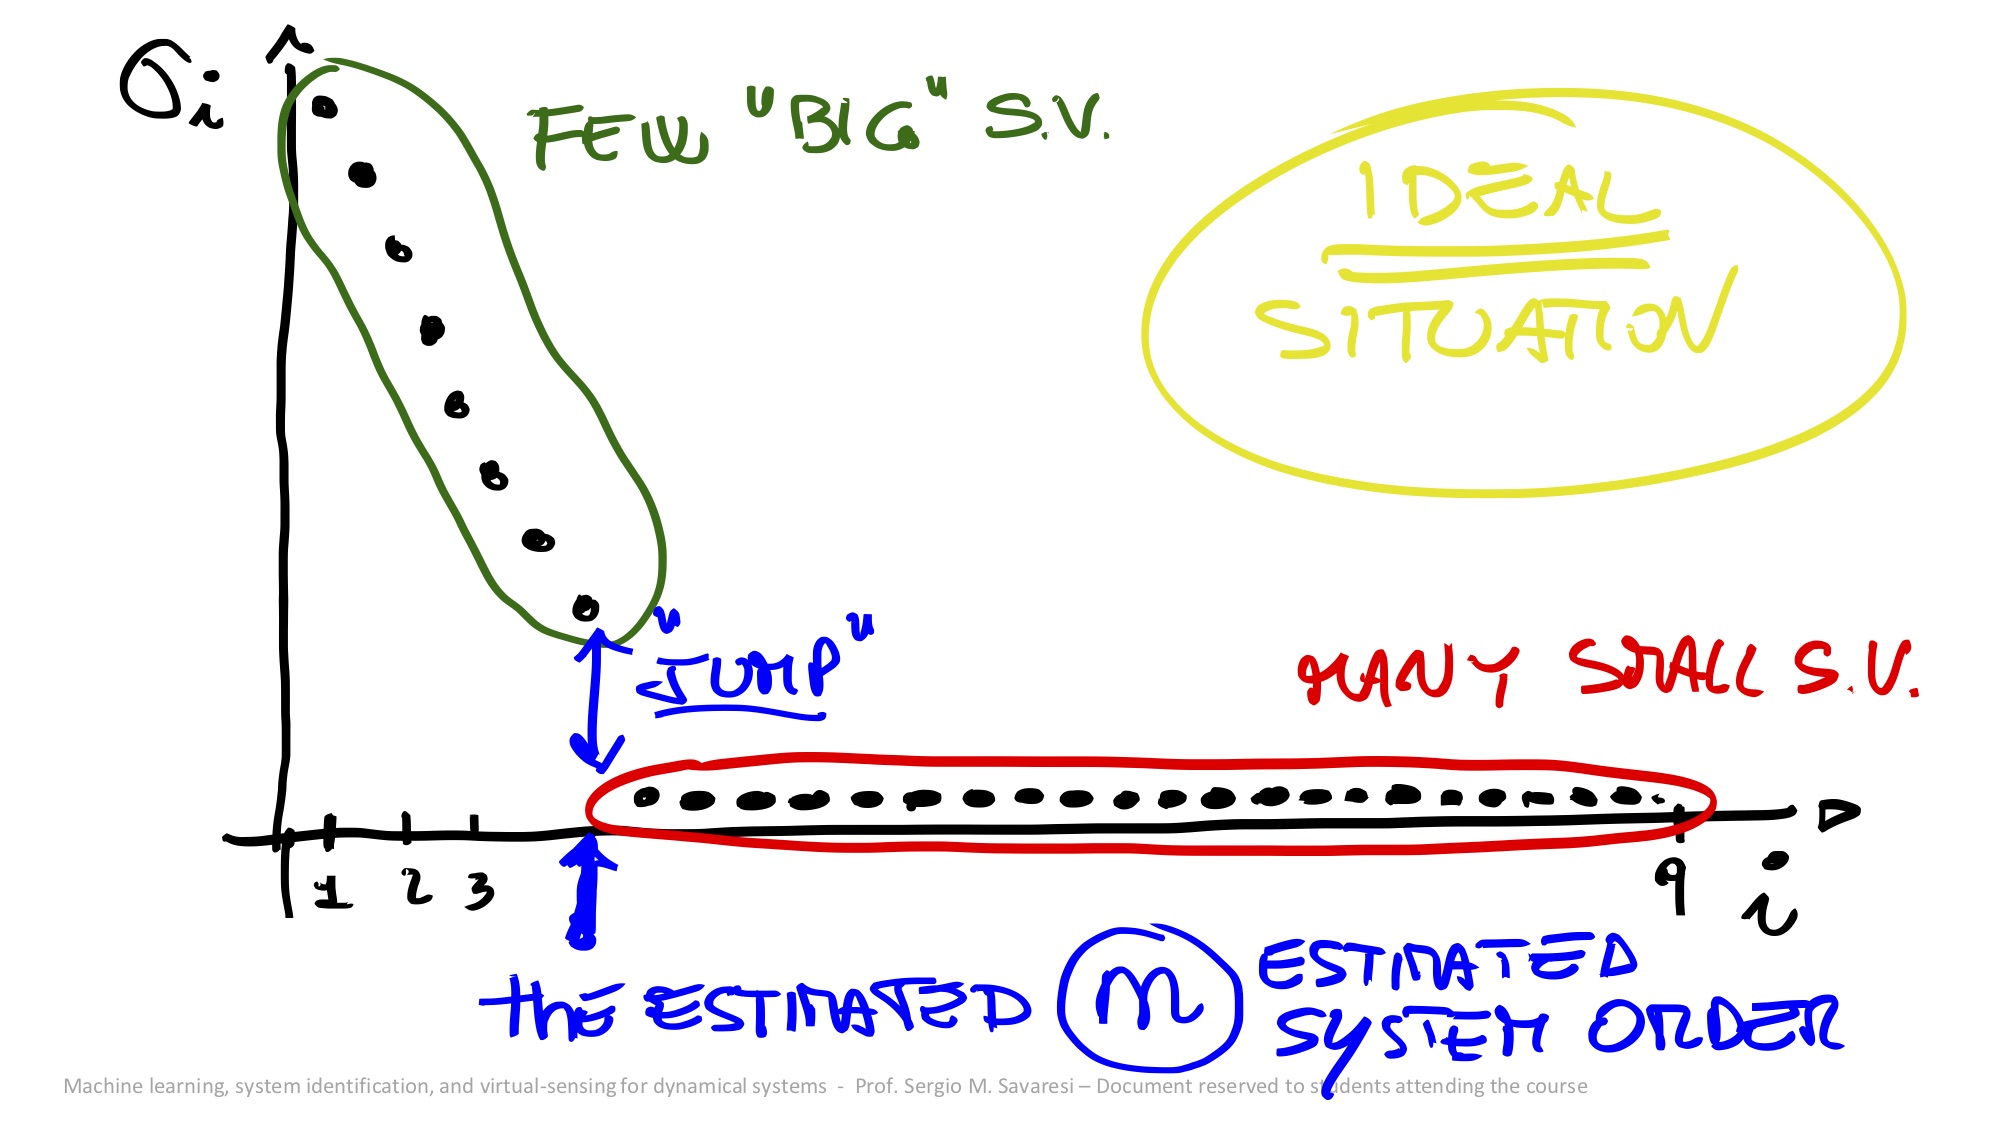 σi
FEW "BIG" S.V.
IDEAL
SITUATION
"JUMP"
MANY SMALL S.V.
1 2 3 q i
the ESTIMATED n ESTIMATED
SYSTEM ORDER
Machine learning, system identification, and virtual-sensing for dynamical systems - Prof. Sergio M. Savaresi – Document reserved to students attending the course